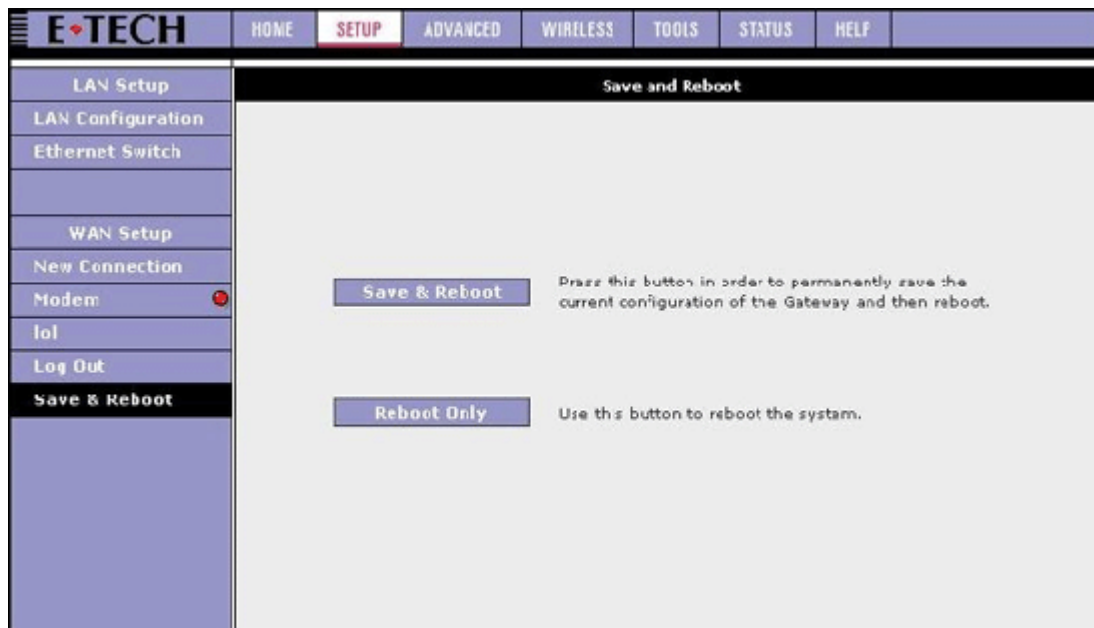 E•TECH
HOME SETUP ADVANCED WIRELESS TOOLS STATUS HELP
LAN Setup
LAN Configuration
Ethernet Switch
WAN Setup
New Connection
Modem
lol
Log Out
Save & Reboot
Save and Reboot
Save & Reboot
Press this button in order to permanently save the
current configuration of the Gateway and then reboot.
Reboot Only
Use this button to reboot the system.